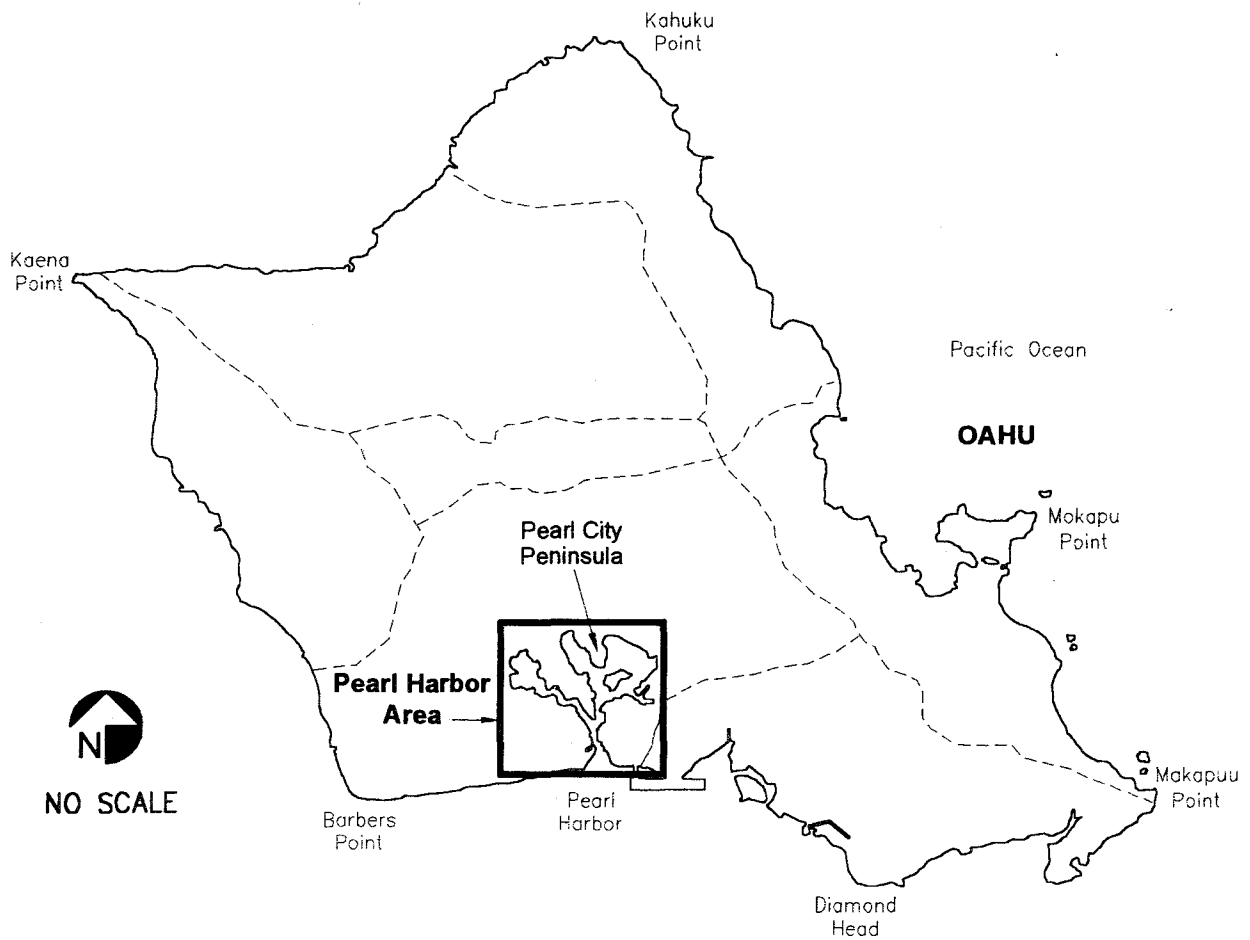 Kahuku
Point
Kaena
Point
Pacific Ocean
OAHU
Mokapu
Point
Pearl City
Peninsula
Pearl Harbor
Area
N
NO SCALE
Makapuu
Point
Barbers
Point
Pearl
Harbor
Diamond
Head